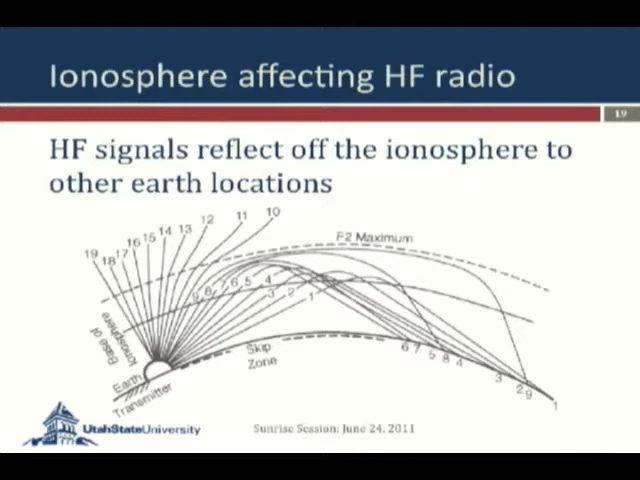 Ionosphere affecting HF radio
19
HF signals reflect off the ionosphere to
other earth locations
19 18 17 16 15 14 13 12 11 10
F2 Maximum
9 8 7 6 5 4 3 2 1
Base of
Ionosphere
Earth
Transmitter
Skip
Zone
6 7 5 8 4 3 2 9 1
UtahStateUniversity
Sunrise Session: June 24, 2011